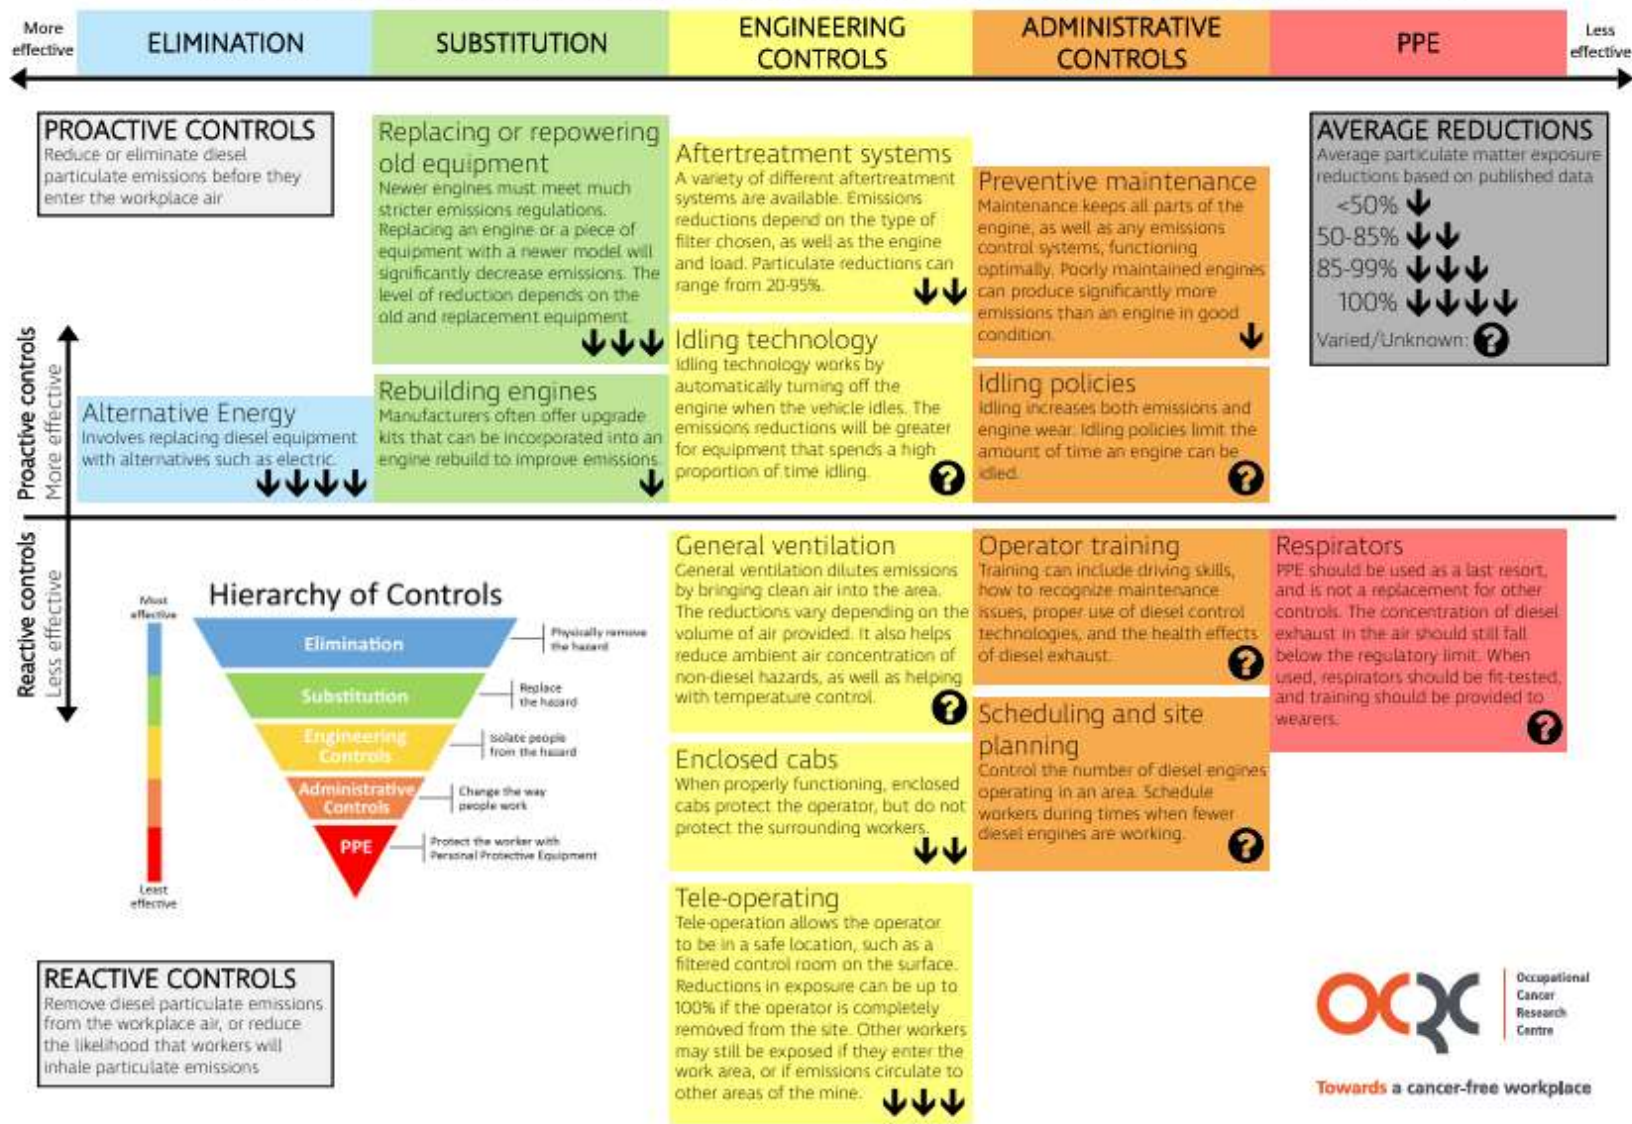 More
effective
ELIMINATION
SUBSTITUTION
ENGINEERING
CONTROLS
ADMINISTRATIVE
CONTROLS
PPE
Less
effective
PROACTIVE CONTROLS
Reduce or eliminate diesel
particulate emissions before they
enter the workplace air
Replacing or repowering
old equipment
Newer engines must meet much
stricter emissions regulations.
Replacing an engine or a piece of
equipment with a newer model will
significantly decrease emissions. The
level of reduction depends on the
old and replacement equipment.
Aftertreatment systems
A variety of different aftertreatment
systems are available. Emissions
reductions depend on the type of
filter chosen, as well as the engine
and load. Particulate reductions can
range from 20-95%.
Preventive maintenance
Maintenance keeps all parts of the
engine, as well as any emissions
control systems, functioning
optimally. Poorly maintained engines
can produce significantly more
emissions than an engine in good
condition.
AVERAGE REDUCTIONS
Average particulate matter exposure
reductions based on published data
<50%
50-85%
85-99%
100%
Varied/Unknown: ?
Proactive controls
More effective
Alternative Energy
Involves replacing diesel equipment
with alternatives such as electric.
Rebuilding engines
Manufacturers often offer upgrade
kits that can be incorporated into an
engine rebuild to improve emissions.
Idling technology
Idling technology works by
automatically turning off the
engine when the vehicle idles. The
emissions reductions will be greater
for equipment that spends a high
proportion of time idling.
?
Idling policies
Idling increases both emissions and
engine wear. Idling policies limit the
amount of time an engine can be
idled.
?
Reactive controls
Less effective
Hierarchy of Controls
Most
effective
Elimination
Physically remove
the hazard
Substitution
Replace
the hazard
Engineering
Controls
Isolate people
from the hazard
Administrative
Controls
Change the way
people work
PPE
Protect the worker with
Personal Protective Equipment
Least
effective
General ventilation
General ventilation dilutes emissions
by bringing clean air into the area.
The reductions vary depending on the
volume of air provided. It also helps
reduce ambient air concentration of
non-diesel hazards, as well as helping
with temperature control.
?
Enclosed cabs
When properly functioning, enclosed
cabs protect the operator, but do not
protect the surrounding workers.
Tele-operating
Tele-operation allows the operator
to be in a safe location, such as a
filtered control room on the surface.
Reductions in exposure can be up to
100% if the operator is completely
removed from the site. Other workers
may still be exposed if they enter the
work area, or if emissions circulate to
other areas of the mine.
Operator training
Training can include driving skills,
how to recognize maintenance
issues, proper use of diesel control
technologies, and the health effects
of diesel exhaust.
?
Scheduling and site
planning
Control the number of diesel engines
operating in an area. Schedule
workers during times when fewer
diesel engines are working.
?
Respirators
PPE should be used as a last resort,
and is not a replacement for other
controls. The concentration of diesel
exhaust in the air should still fall
below the regulatory limit. When
used, respirators should be fit-tested,
and training should be provided to
wearers.
?
REACTIVE CONTROLS
Remove diesel particulate emissions
from the workplace air, or reduce
the likelihood that workers will
inhale particulate emissions
OCRC
Occupational
Cancer
Research
Centre
Towards a cancer-free workplace